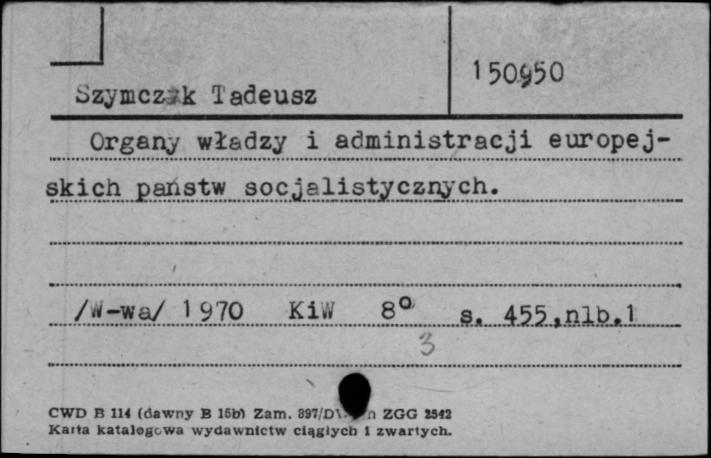 150950
Szymczak Tadeusz
Organy władzy i administracji europej-
skich państw socjalistycznych.
/W-wa/ 1970 KiW 8° s. 455,nlb.1
3
CWD B 114 (dawny B 15b) Zam. 897/ ZGG 2542
Karta katalogowa wydawnictw ciągłych i zwartych.